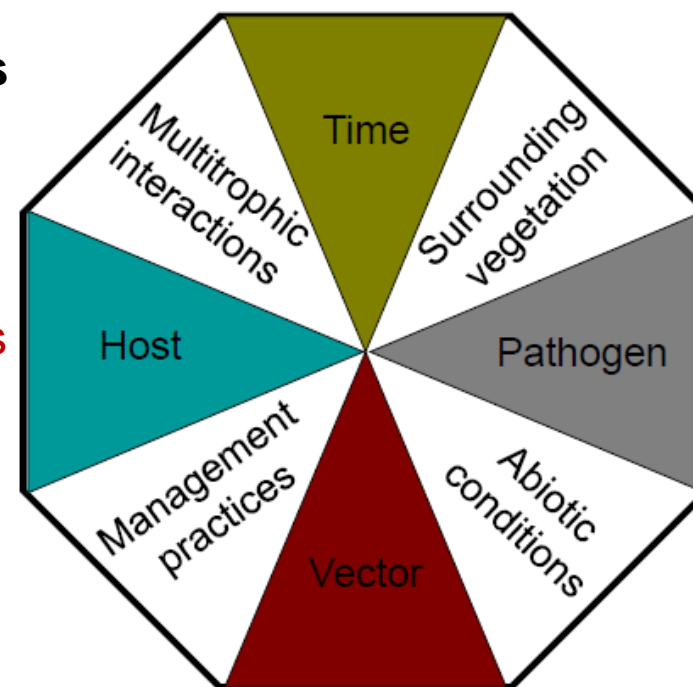 s
Time
Multitrophic
interactions
Surrounding
vegetation
Host
s
Pathogen
Management
practices
Abiotic
conditions
Vector